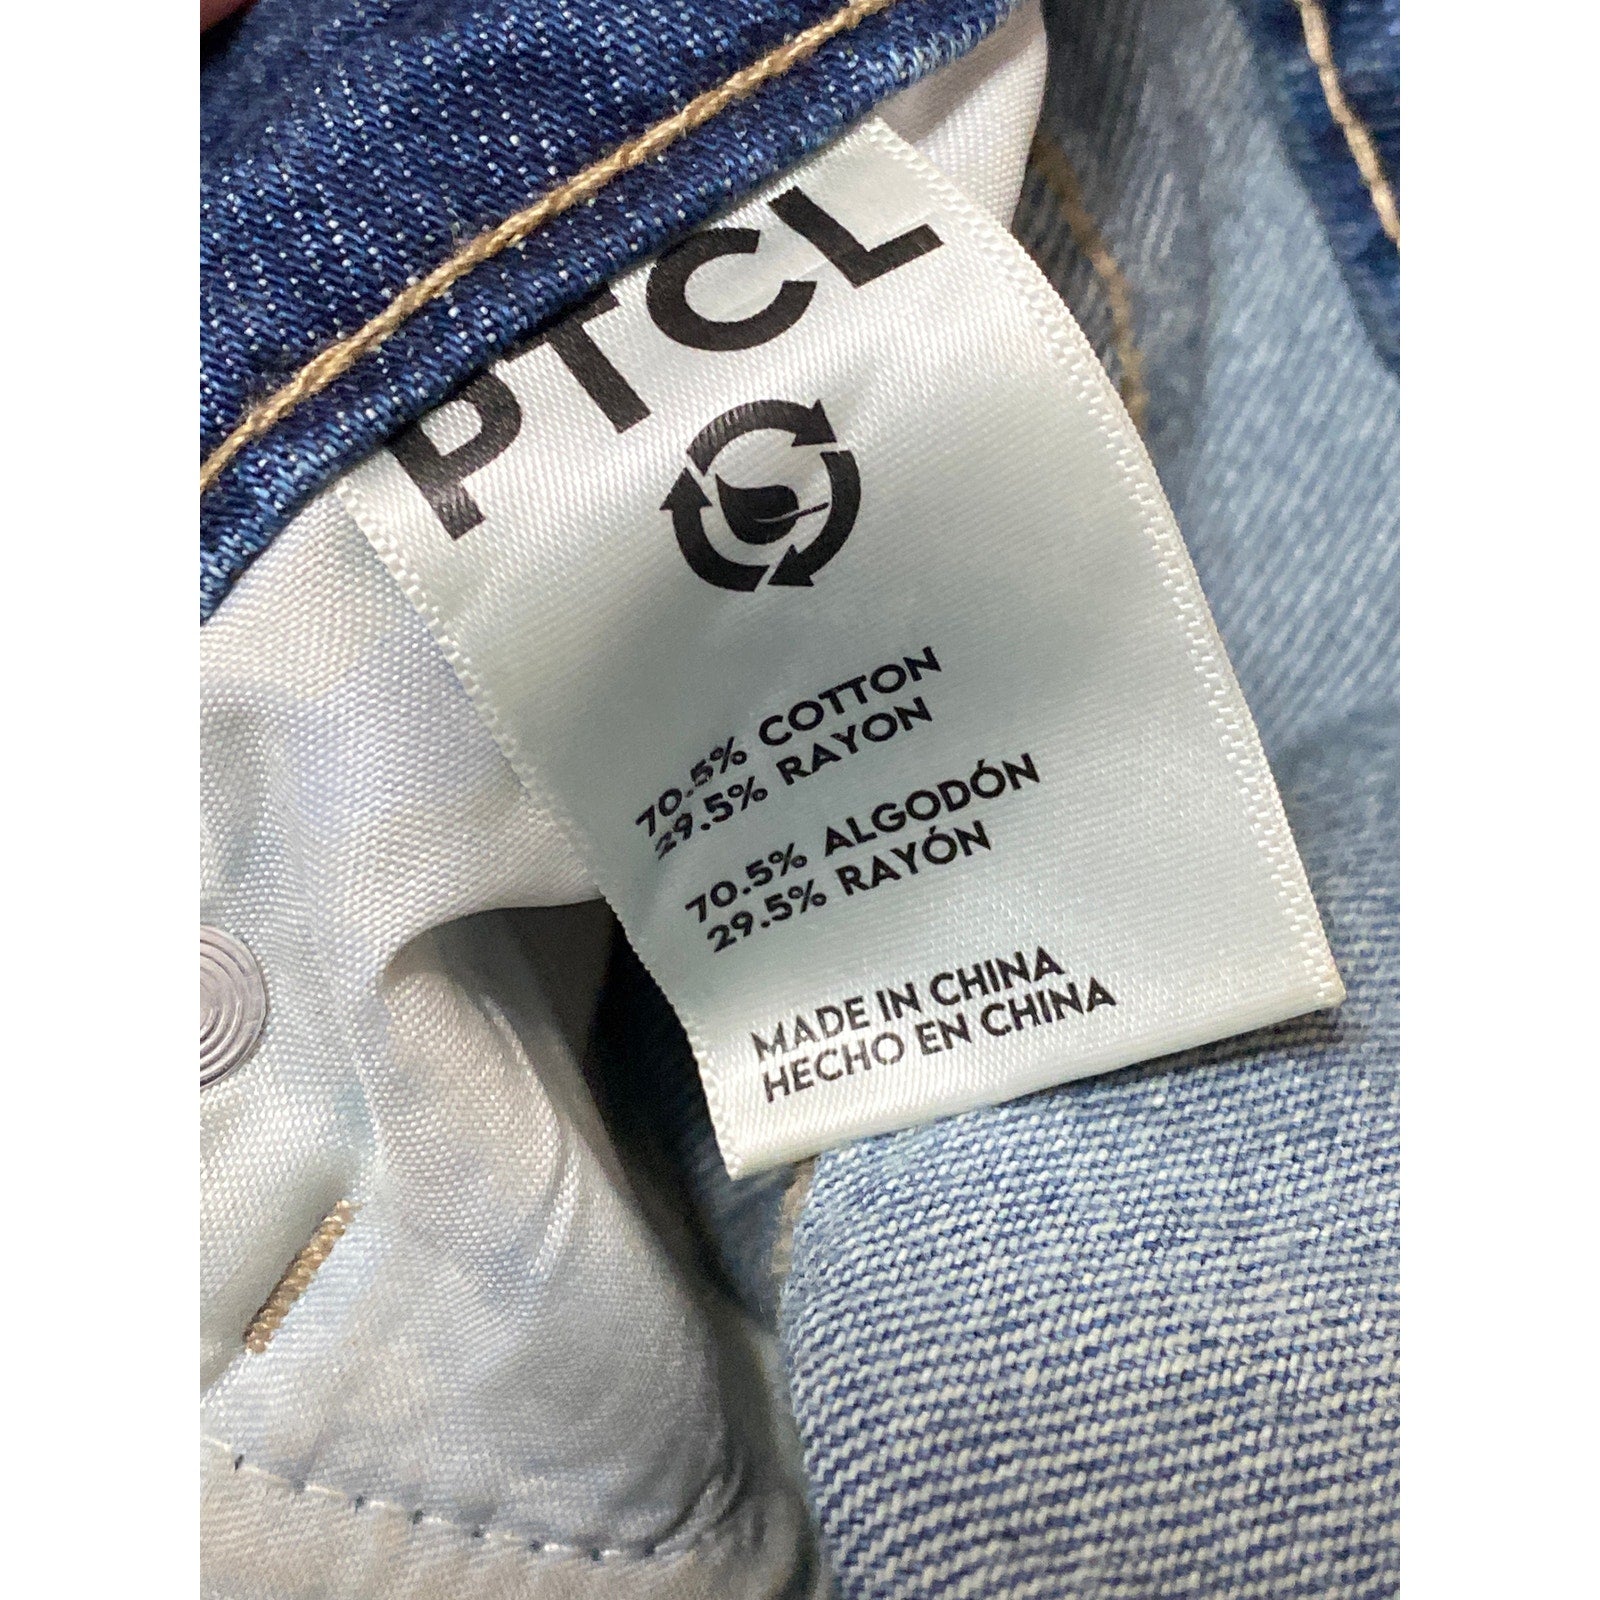 PTCL
70.5% COTTON
29.5% RAYON
70.5% ALGODÓN
29.5% RAYÓN
MADE IN CHINA
HECHO EN CHINA